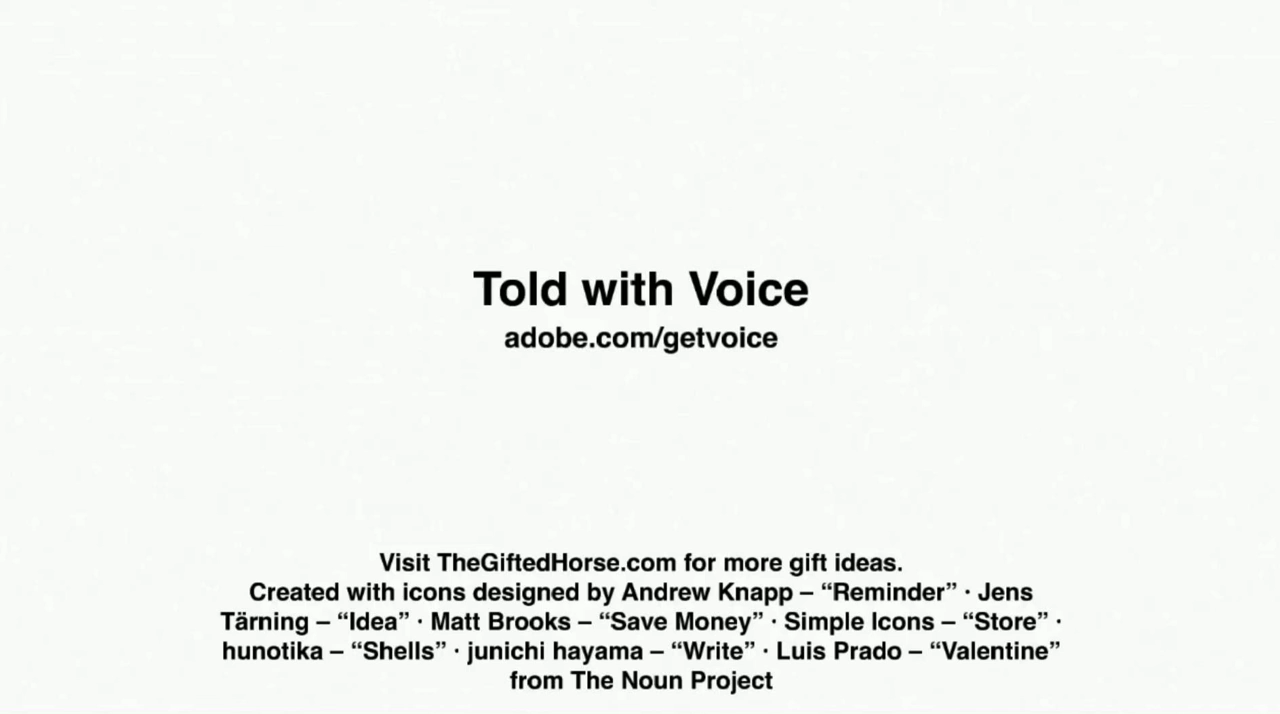 Told with Voice
adobe.com/getvoice
Visit TheGiftedHorse.com for more gift ideas.
Created with icons designed by Andrew Knapp – “Reminder” · Jens
Tärning – “Idea” · Matt Brooks – “Save Money” · Simple Icons – “Store” ·
hunotika – “Shells” · junichi hayama – “Write” · Luis Prado – “Valentine”
from The Noun Project